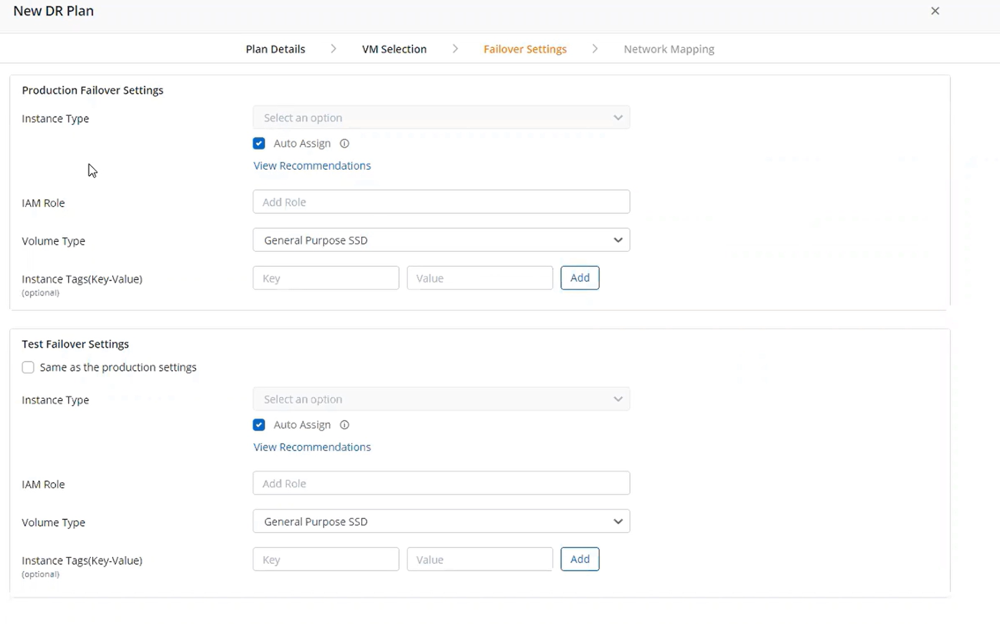 New DR Plan
Plan Details
VM Selection
Failover Settings
Network Mapping
Production Failover Settings
Instance Type
Select an option
Auto Assign
View Recommendations
IAM Role
Add Role
Volume Type
General Purpose SSD
Instance Tags(Key-Value)
(optional)
Key
Value
Add
Test Failover Settings
Same as the production settings
Instance Type
Select an option
Auto Assign
View Recommendations
IAM Role
Add Role
Volume Type
General Purpose SSD
Instance Tags(Key-Value)
(optional)
Key
Value
Add